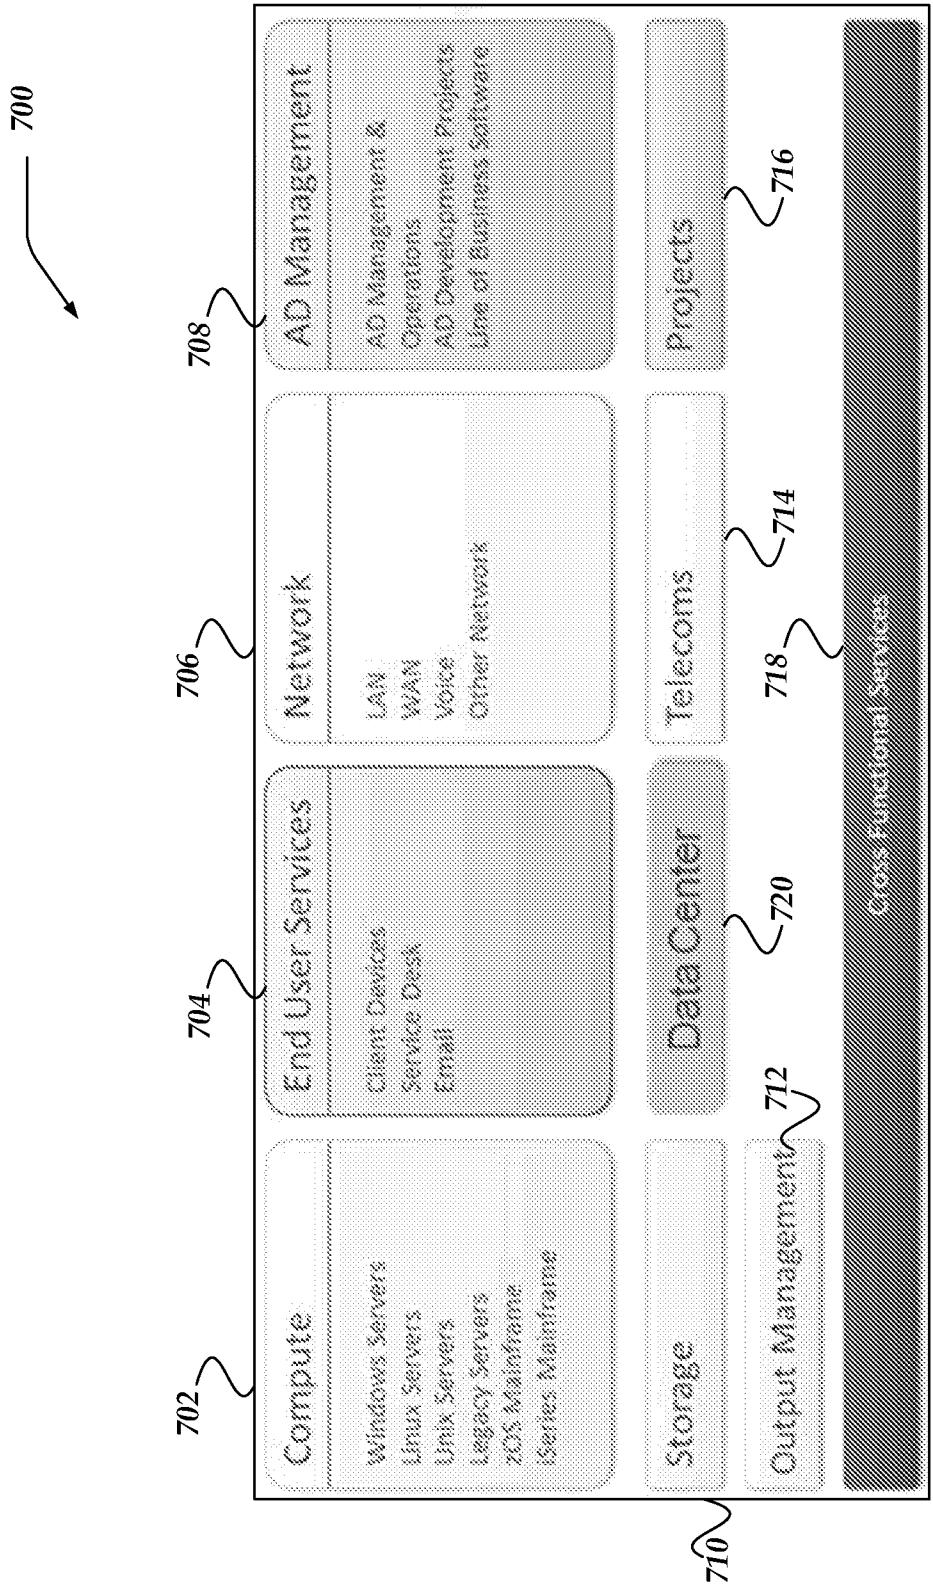 700
702
704
706
708
Compute
End User Services
Network
AD Management
Windows Servers
Linux Servers
Unix Servers
Legacy Servers
zOS Mainframe
iSeries Mainframe
Client Devices
Service Desk
Email
LAN
WAN
Voice
Other Network
AD Management &
Operations
AD Development Projects
Line of Business Software
Storage
Data Center
Telecoms
Projects
710
720
714
716
Output Management
712
718
Cross Functional Services